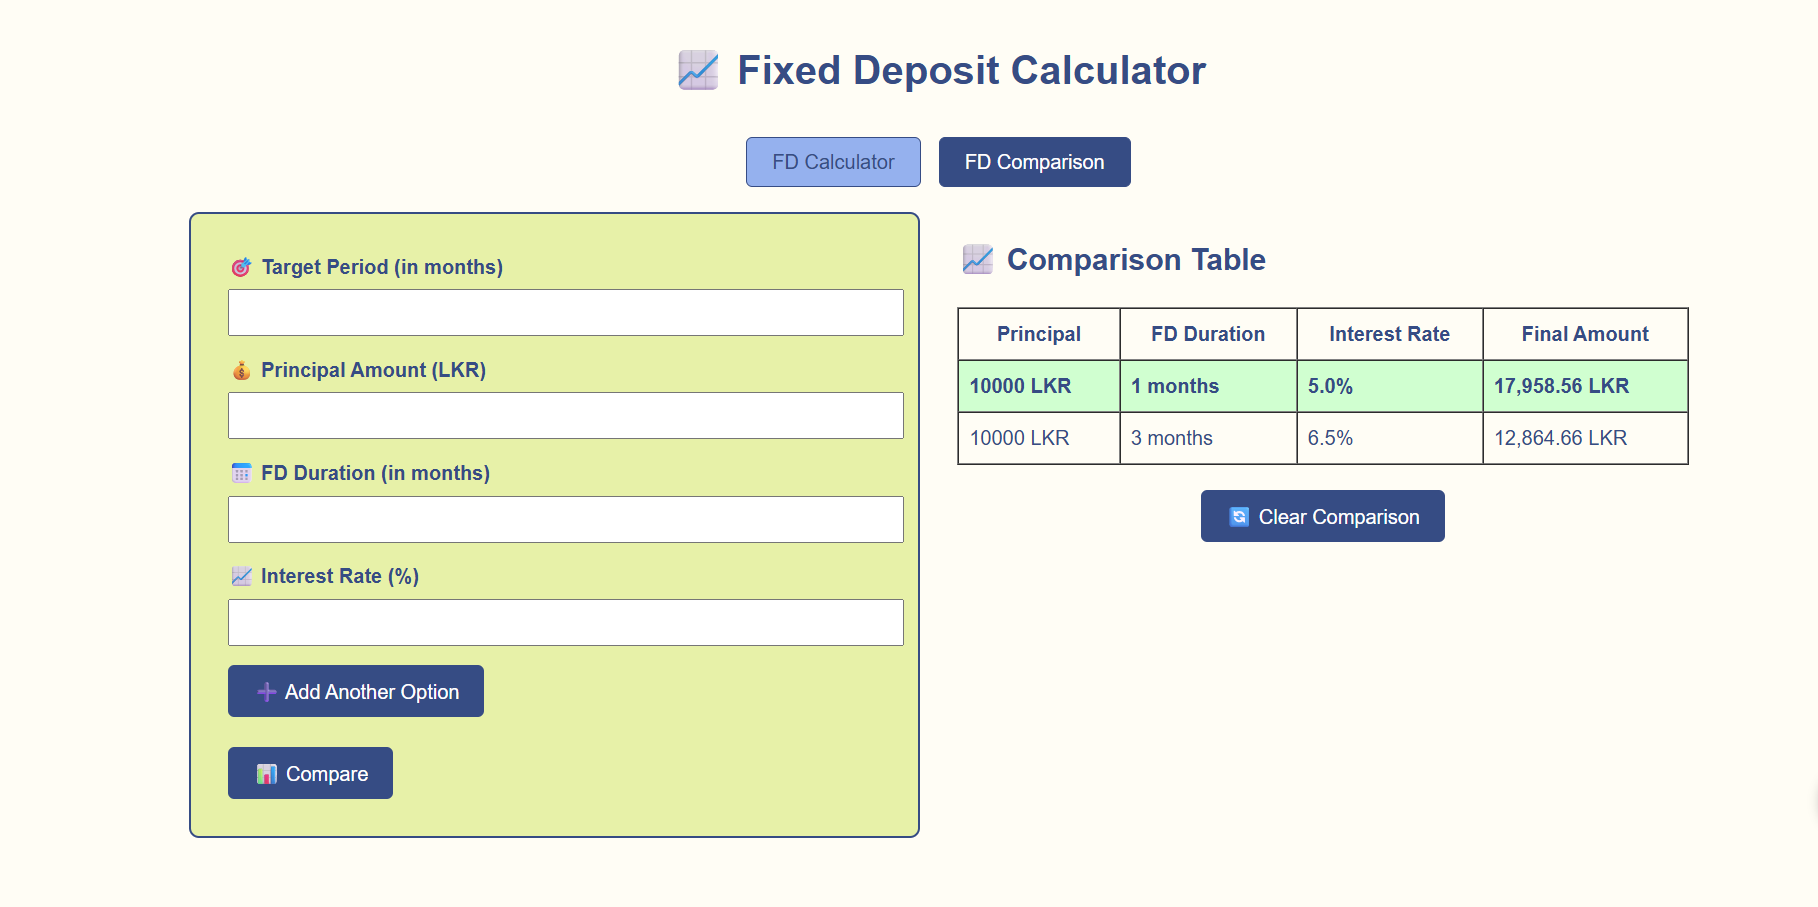 Fixed Deposit Calculator
FD Calculator
FD Comparison
Target Period (in months)
Principal Amount (LKR)
FD Duration (in months)
Interest Rate (%)
Add Another Option
Compare
Comparison Table
Principal FD Duration Interest Rate Final Amount
10000 LKR 1 months 5.0% 17,958.56 LKR
10000 LKR 3 months 6.5% 12,864.66 LKR
Clear Comparison